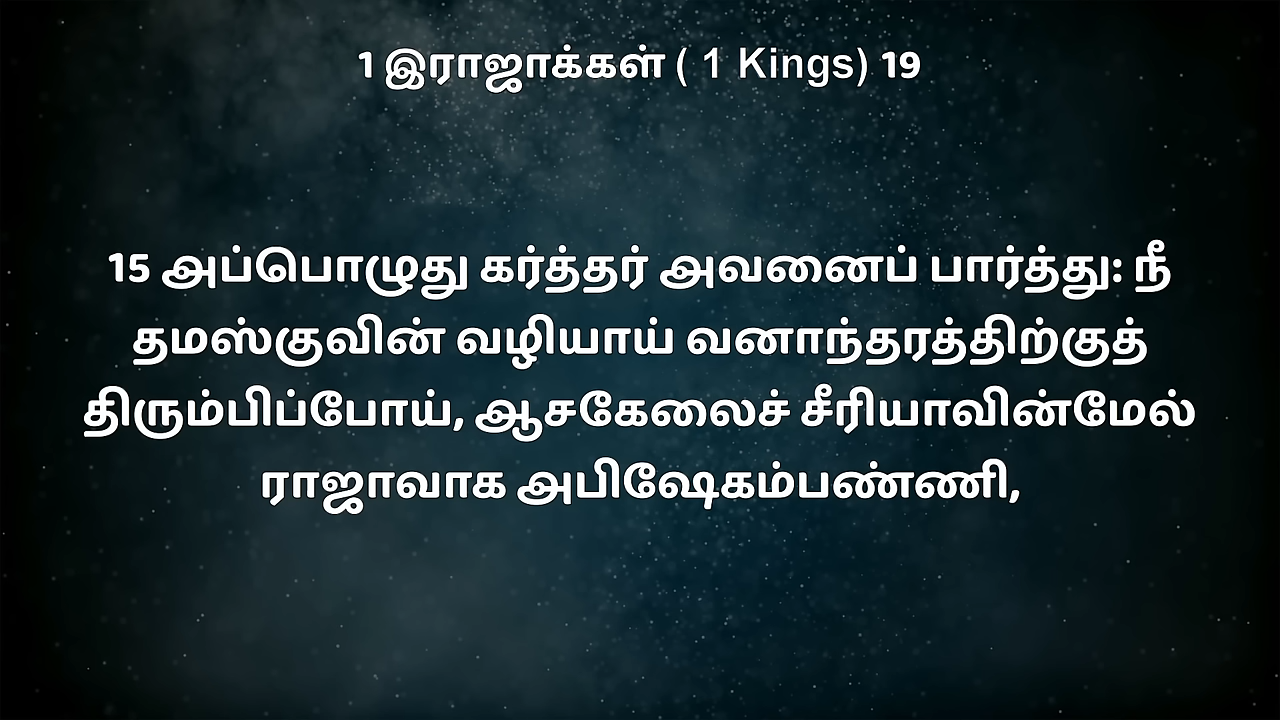 1 இராஜாக்கள் ( 1 Kings) 19
15 அப்பொழுது கர்த்தர் அவனைப் பார்த்து: நீ
தமஸ்குவின் வழியாய் வனாந்தரத்திற்குத்
திரும்பிப்போய், ஆசகேலைச் சீரியாவின்மேல்
ராஜாவாக அபிஷேகம்பண்ணி,